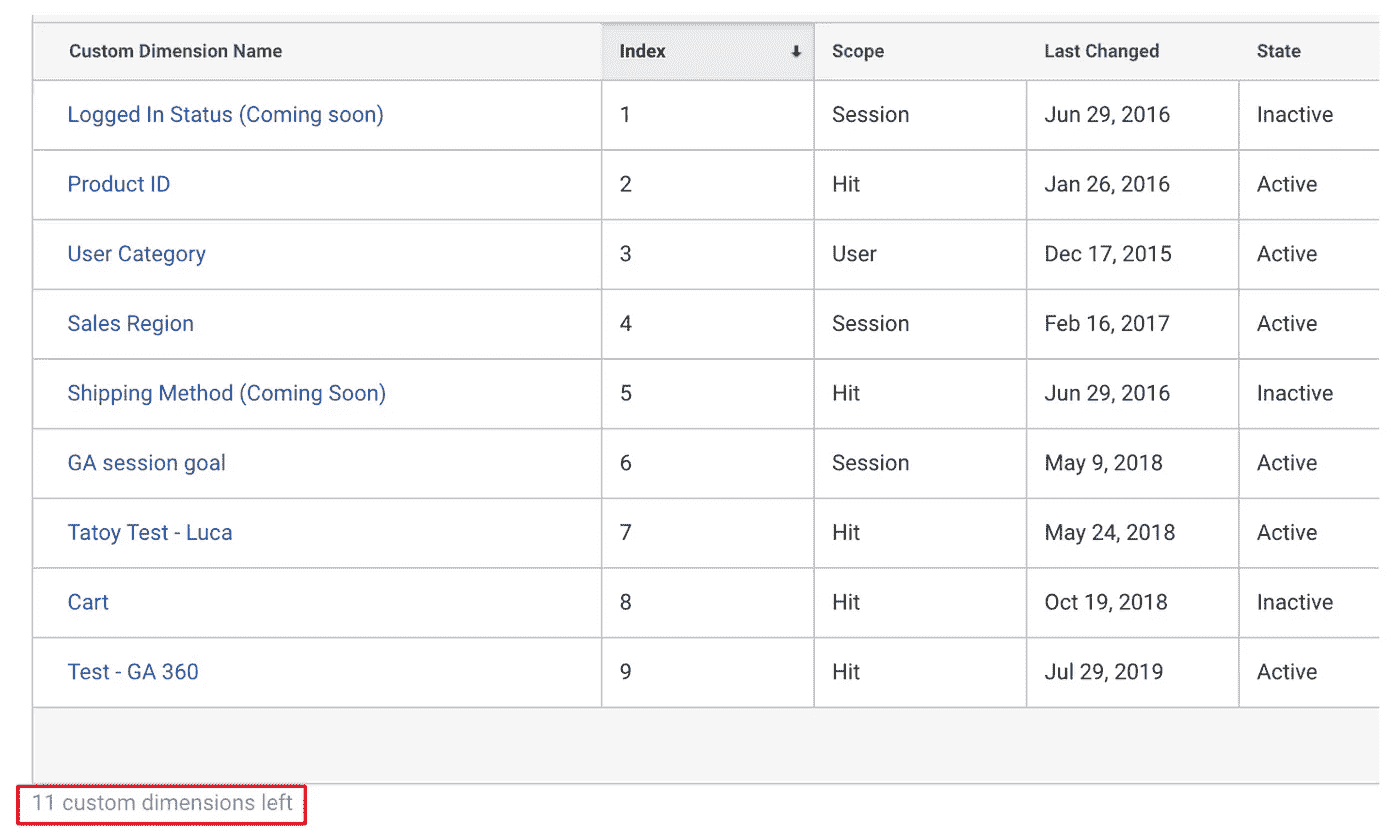 Custom Dimension Name Index Scope Last Changed State
Logged In Status (Coming soon) 1 Session Jun 29, 2016 Inactive
Product ID 2 Hit Jan 26, 2016 Active
User Category 3 User Dec 17, 2015 Active
Sales Region 4 Session Feb 16, 2017 Active
Shipping Method (Coming Soon) 5 Hit Jun 29, 2016 Inactive
GA session goal 6 Session May 9, 2018 Active
Tatoy Test - Luca 7 Hit May 24, 2018 Active
Cart 8 Hit Oct 19, 2018 Inactive
Test - GA 360 9 Hit Jul 29, 2019 Active
11 custom dimensions left